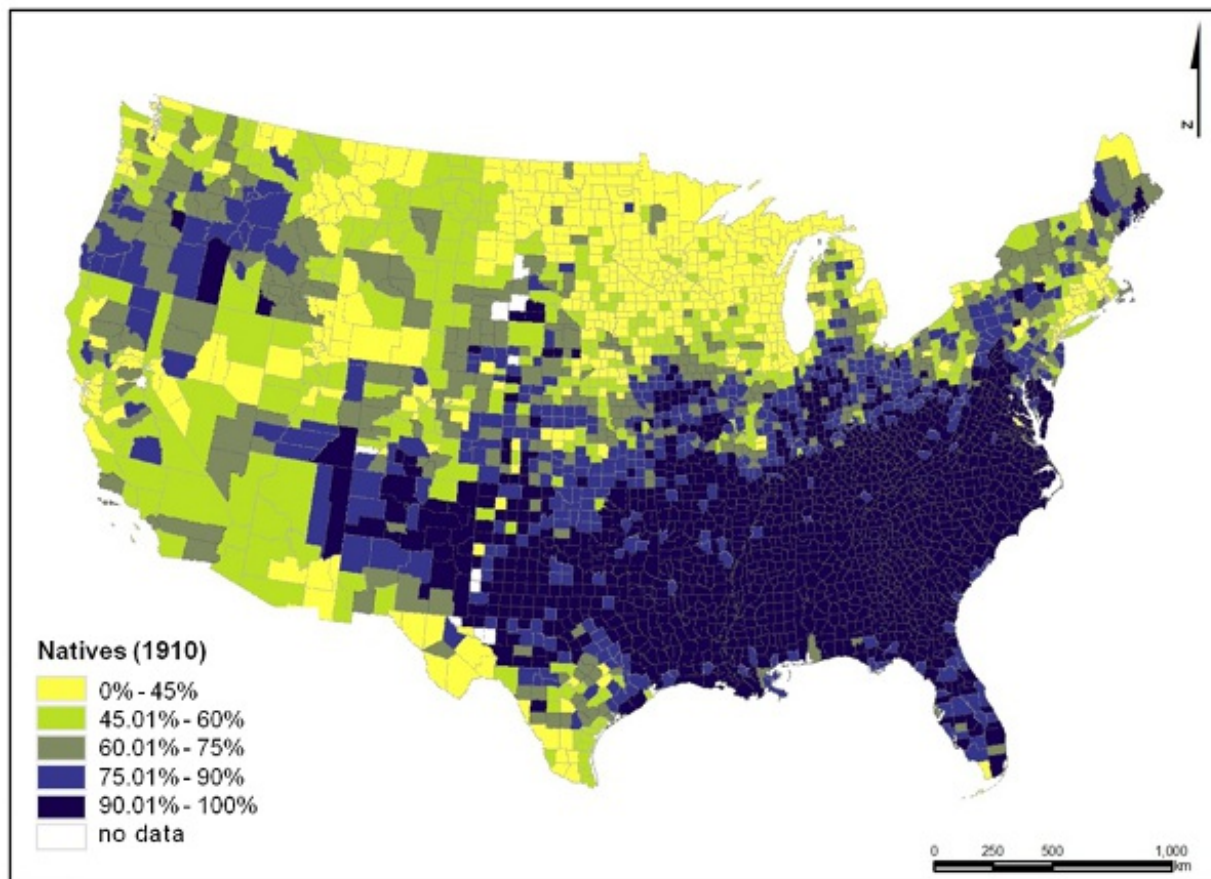 N
Natives (1910)
0% - 45%
45.01% - 60%
60.01% - 75%
75.01% - 90%
90.01% - 100%
no data
0 250 500 1,000
km